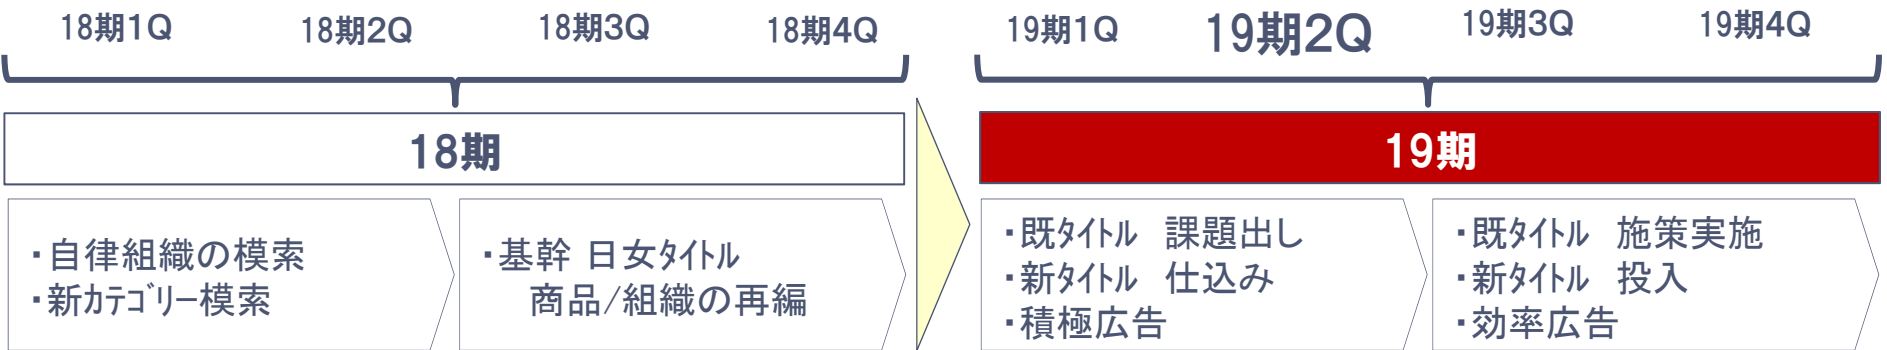 18期1Q
18期2Q
18期3Q
18期4Q
19期1Q
19期2Q
19期3Q
19期4Q
18期
19期
・自律組織の模索
・新ｶﾃｺﾞﾘｰ模索
・基幹 日女ﾀｲﾄﾙ
商品/組織の再編
・既ﾀｲﾄﾙ　課題出し
・新ﾀｲﾄﾙ　仕込み
・積極広告
・既ﾀｲﾄﾙ　施策実施
・新ﾀｲﾄﾙ　投入
・効率広告